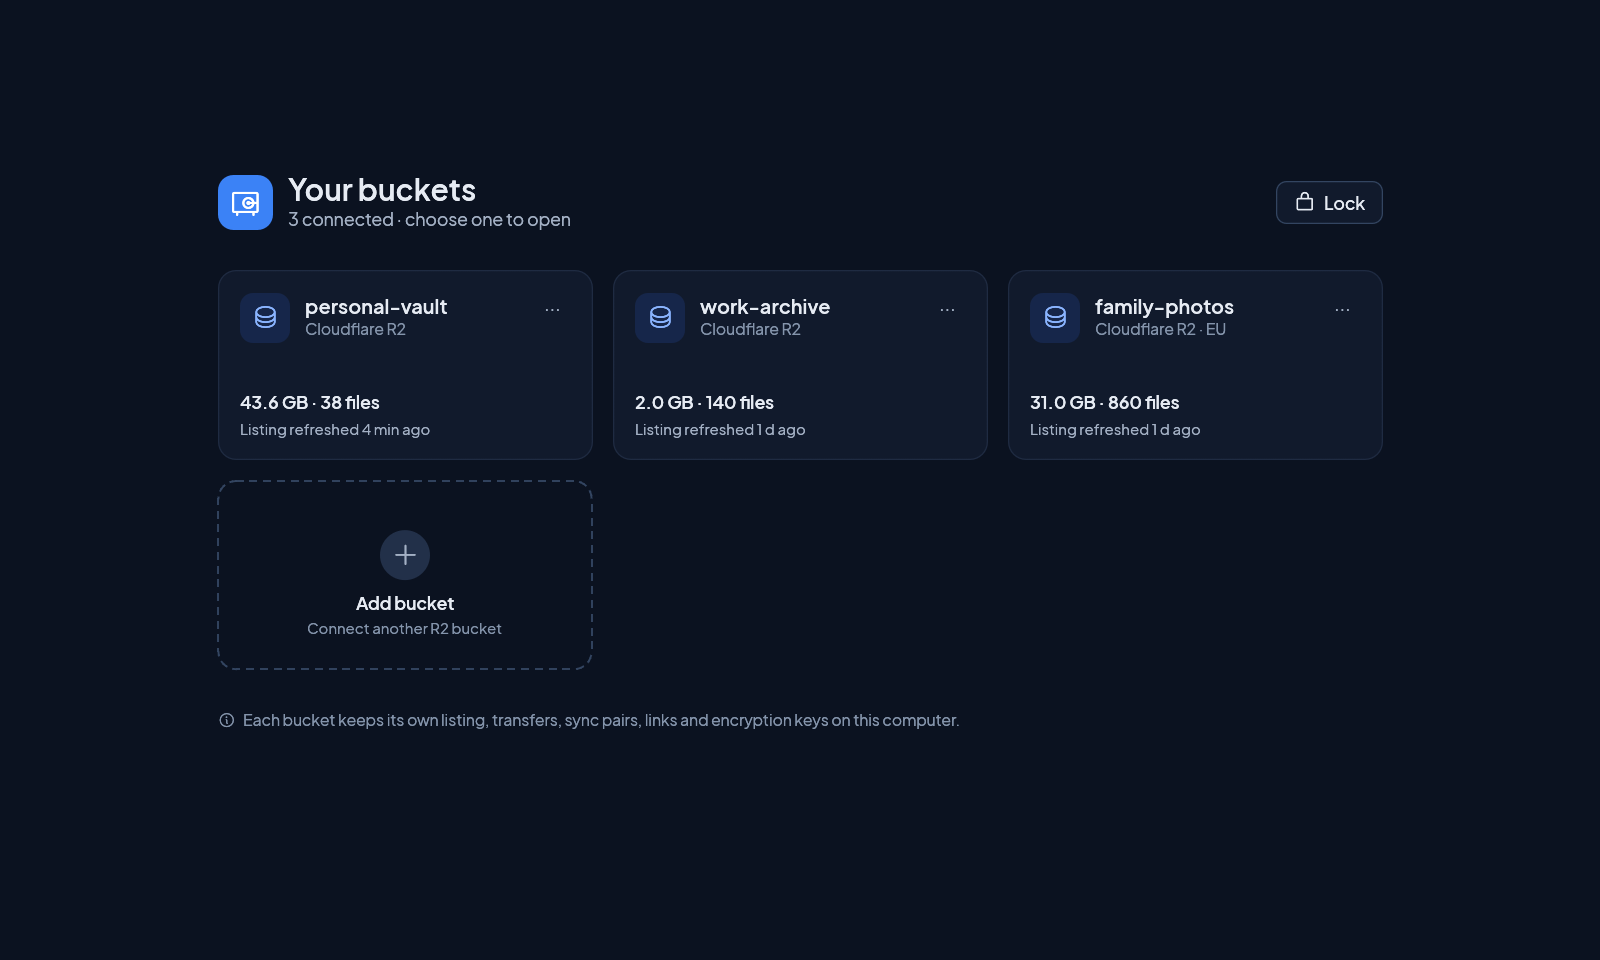 Your buckets
3 connected · choose one to open
Lock
personal-vault
Cloudflare R2
43.6 GB · 38 files
Listing refreshed 4 min ago
work-archive
Cloudflare R2
2.0 GB · 140 files
Listing refreshed 1 d ago
family-photos
Cloudflare R2 · EU
31.0 GB · 860 files
Listing refreshed 1 d ago
Add bucket
Connect another R2 bucket
Each bucket keeps its own listing, transfers, sync pairs, links and encryption keys on this computer.